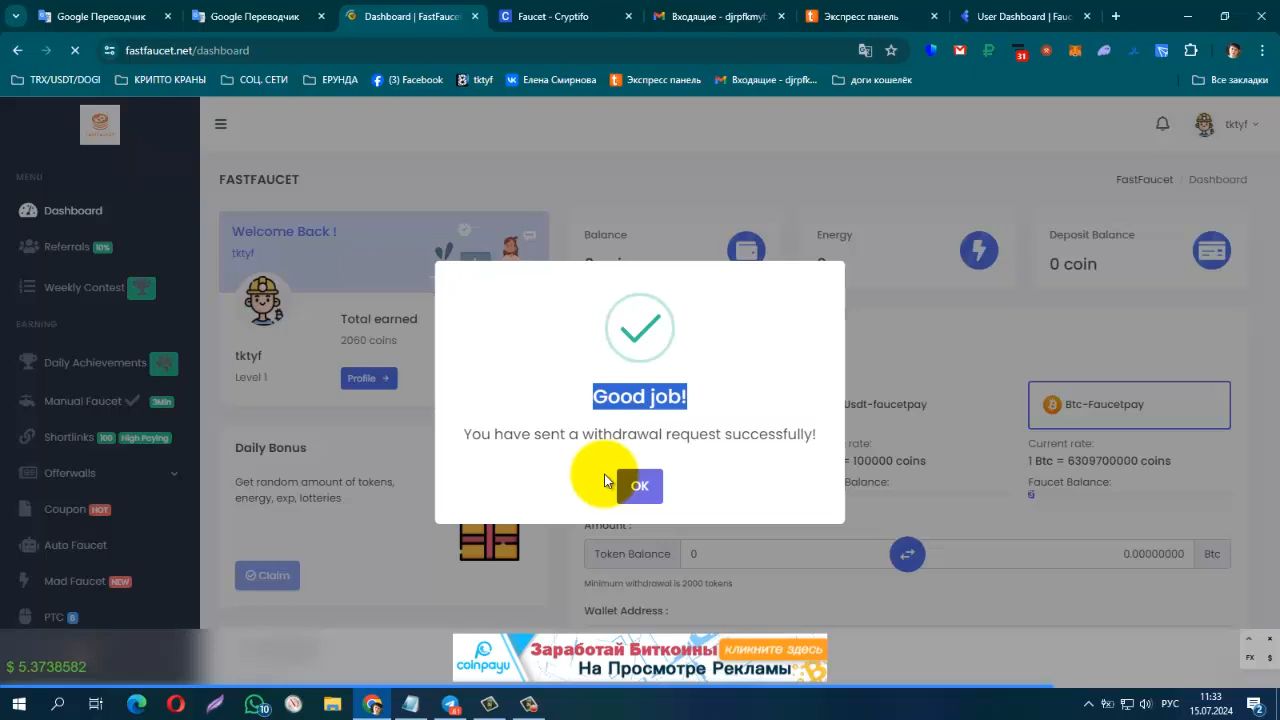 Google Переводчик
Google Переводчик
Dashboard | FastFaucet
Faucet - Cryptifo
Входящие - djrpfkmyf
Экспресс панель
User Dashboard | Fauc
fastfaucet.net/dashboard
31
TRX/USDT/DOGI
КРИПТО КРАНЫ
СОЦ. СЕТИ
ЕРУНДА
(3) Facebook
tktyf
Елена Смирнова
Экспресс панель
Входящие - djrpfk...
доги кошелёк
Все закладки
tktyf
MENU
Dashboard
Referrals 10%
Weekly Contest
EARNING
Daily Achievements
Manual Faucet 3Min
Shortlinks 100 High Paying
Offerwalls
Coupon HOT
Auto Faucet
Mad Faucet NEW
PTC 6
$ 5.3738582
FASTFAUCET
FastFaucet / Dashboard
Welcome Back !
tktyf
Total earned
2060 coins
tktyf
Level 1
Profile
Balance
Energy
Deposit Balance
0 coin
Daily Bonus
Get random amount of tokens,
energy, exp, lotteries
Claim
Good job!
You have sent a withdrawal request successfully!
OK
Usdt-faucetpay
rate:
= 100000 coins
Balance:
Btc-Faucetpay
Current rate:
1 Btc = 6309700000 coins
Faucet Balance:
Amount :
Token Balance
0
0.00000000
Btc
Minimum withdrawal is 2000 tokens
Wallet Address :
coinpayu
Заработай Биткоины
КЛИКНИТЕ ЗДЕСЬ
На Просмотре Рекламы
FX $
10
РУС
11:33
15.07.2024
2